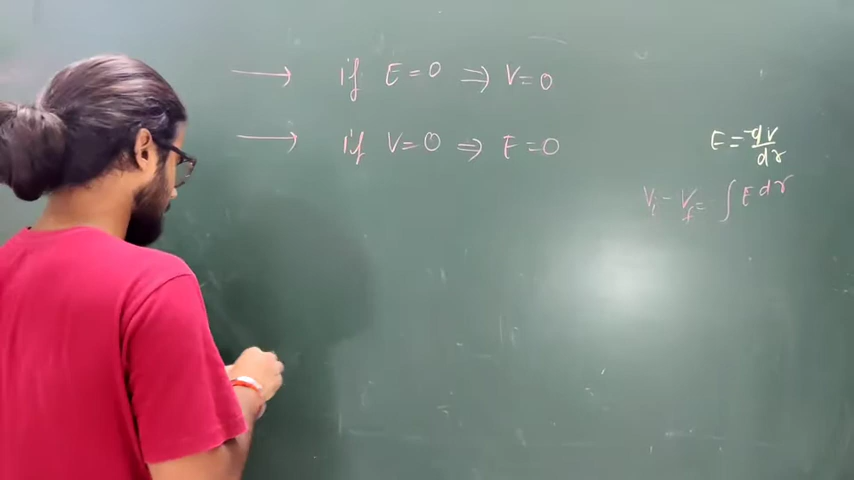 ⟶ if E = 0 ⇒ V = 0
⟶ if V = 0 ⇒ E = 0
E = -dV/dr
V_i - V_f = ∫ E dr